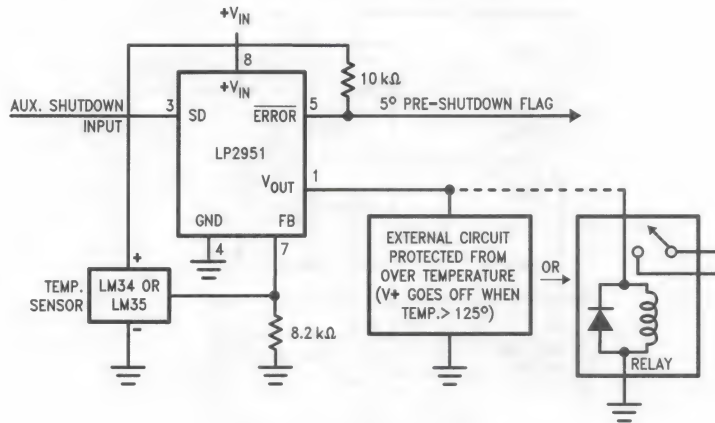 +VIN
8
+VIN
10 kΩ
AUX. SHUTDOWN
INPUT
3
SD
ERROR
5
5° PRE-SHUTDOWN FLAG
LP2951
VOUT
1
GND
FB
4
7
TEMP.
SENSOR
+
LM34 OR
LM35
−
8.2 kΩ
EXTERNAL CIRCUIT
PROTECTED FROM
OVER TEMPERATURE
(V+ GOES OFF WHEN
TEMP.> 125°)
OR
RELAY